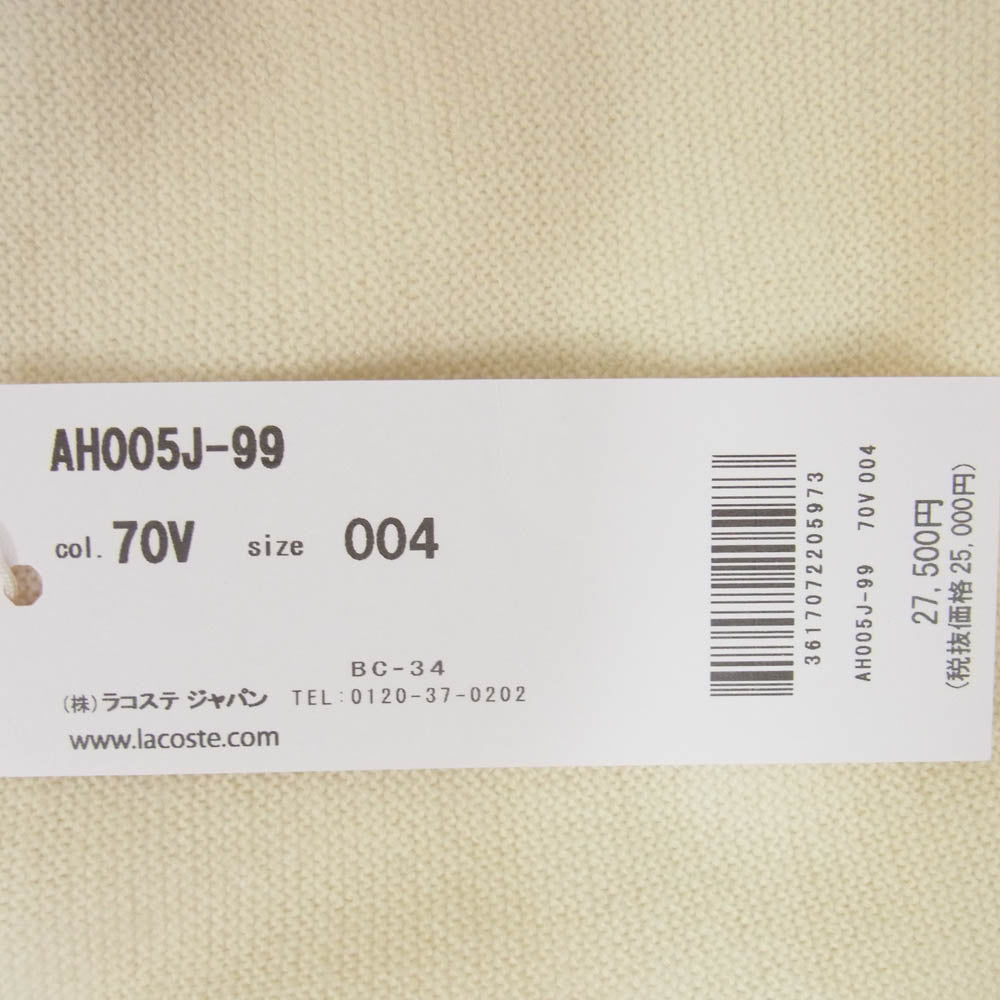 AH005J-99
col. 70V size 004
BC-34
(株)ラコステ ジャパン TEL:0120-37-0202
www.lacoste.com
3617072205973
AH005J-99 70V 004
27,500円
(税抜価格25,000円)